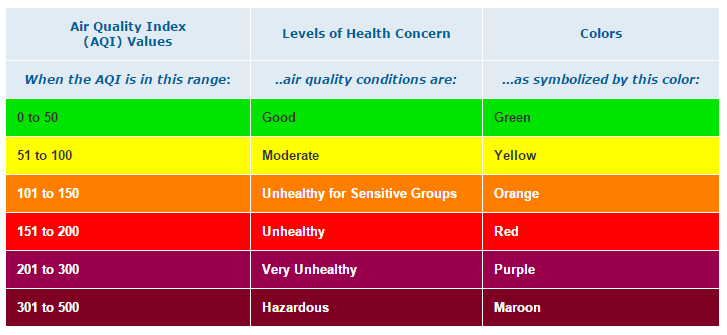 Air Quality Index
(AQI) Values
Levels of Health Concern
Colors
When the AQI is in this range:
..air quality conditions are:
...as symbolized by this color:
0 to 50
Good
Green
51 to 100
Moderate
Yellow
101 to 150
Unhealthy for Sensitive Groups
Orange
151 to 200
Unhealthy
Red
201 to 300
Very Unhealthy
Purple
301 to 500
Hazardous
Maroon